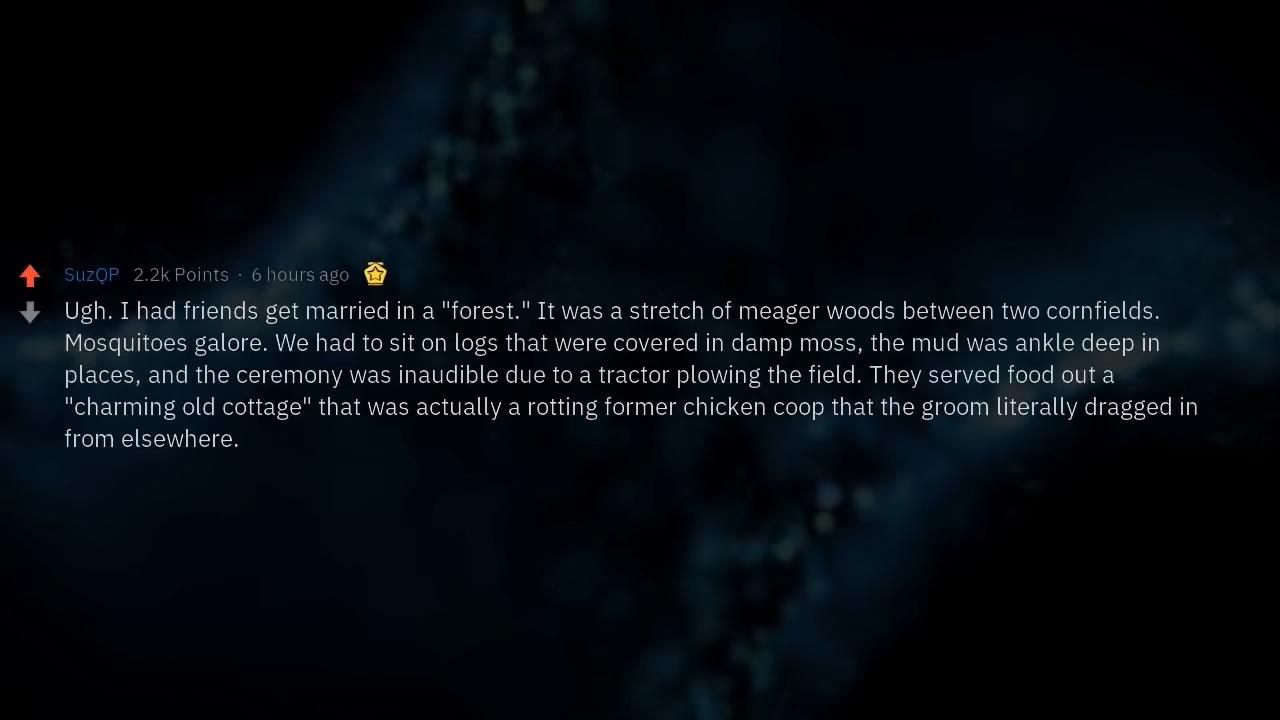 SuzQP 2.2k Points · 6 hours ago
Ugh. I had friends get married in a "forest." It was a stretch of meager woods between two cornfields.
Mosquitoes galore. We had to sit on logs that were covered in damp moss, the mud was ankle deep in
places, and the ceremony was inaudible due to a tractor plowing the field. They served food out a
"charming old cottage" that was actually a rotting former chicken coop that the groom literally dragged in
from elsewhere.